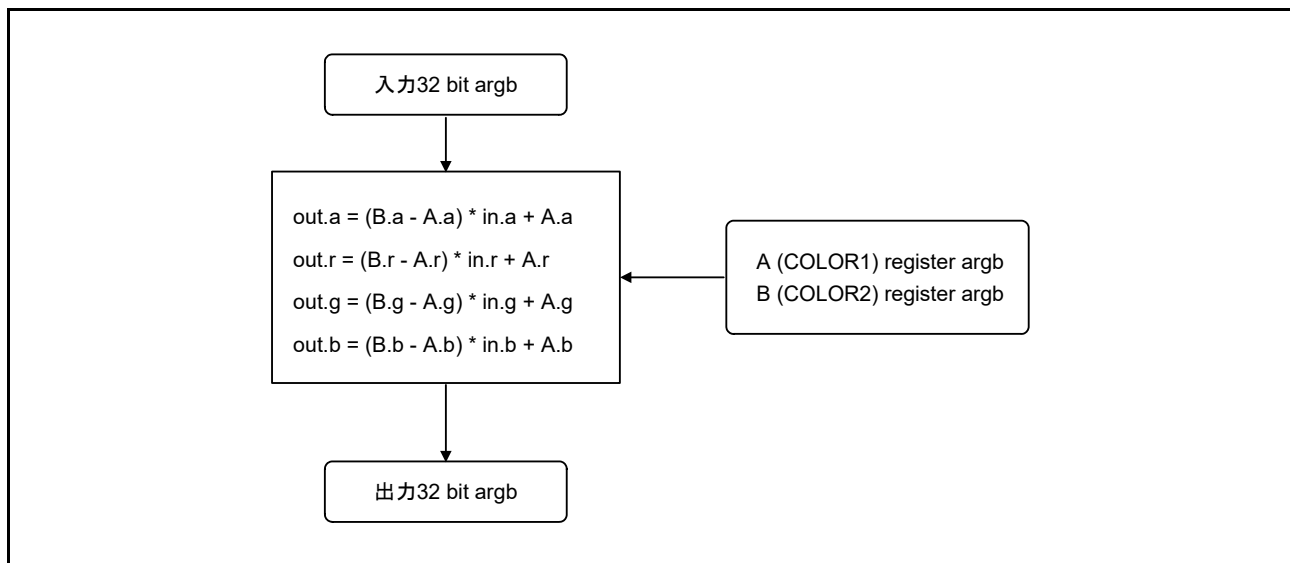 入力32 bit argb
out.a = (B.a - A.a) * in.a + A.a
out.r = (B.r - A.r) * in.r + A.r
out.g = (B.g - A.g) * in.g + A.g
out.b = (B.b - A.b) * in.b + A.b
A (COLOR1) register argb
B (COLOR2) register argb
出力32 bit argb